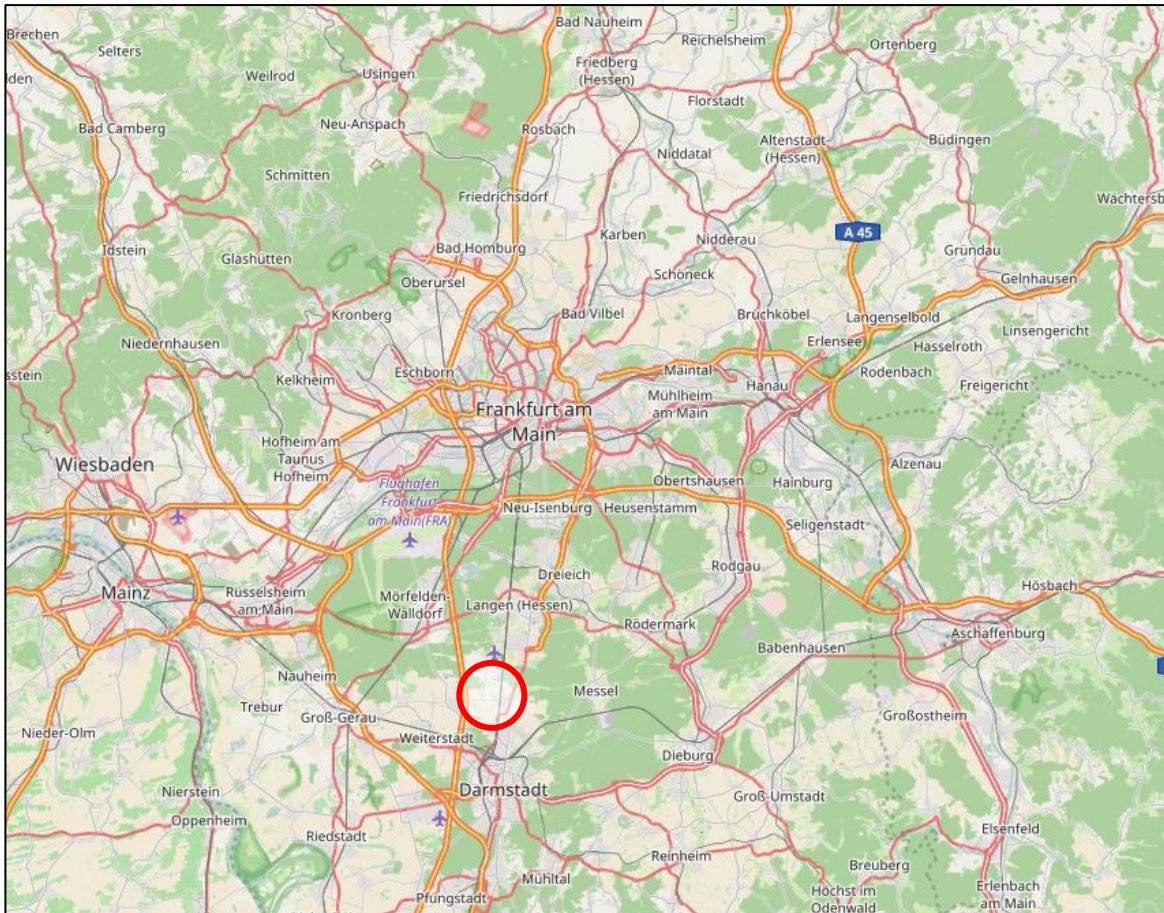 Bad Nauheim
Brechen
Selters
Reichelsheim
Ortenberg
Weilrod
Usingen
Friedberg
(Hessen)
Florstadt
Bad Camberg
Neu-Anspach
Rosbach
Altenstadt
(Hessen)
Büdingen
Niddatal
Schmitten
Friedrichsdorf
Wächtersb
Idstein
Glashütten
Bad Homburg
Karben
Nidderau
A 45
Gründau
Oberursel
Schöneck
Gelnhausen
Kronberg
Bad Vilbel
Bruchköbel
Langenselbold
Linsengericht
Niedernhausen
Erlensee
Hasselroth
sstein
Kelkheim
Eschborn
Maintal
Hanau
Rodenbach
Freigericht
Frankfurt am
Main
Mühlheim
am Main
Hofheim am
Taunus
Hofheim
Wiesbaden
Alzenau
Flughafen
Frankfurt
am-Main(FRA)
Obertshausen
Hainburg
Neu-Isenburg
Heusenstamm
Seligenstadt
Dreieich
Rodgau
Hösbach
Mainz
Rüsselsheim
am-Main
Mörfelden-
Walldorf
Langen (Hessen)
Rödermark
Aschaffenburg
Babenhausen
Nauheim
Messel
Trebur
Groß-Gerau
Großostheim
Nieder-Olm
Weiterstadt
Dieburg
Darmstadt
Nierstein
Groß-Umstadt
Oppenheim
Riedstadt
Elsenfeld
Reinheim
Breuberg
Mühltal
Pfungstadt
Höchst im
Odenwald
Erlenbach
am Main